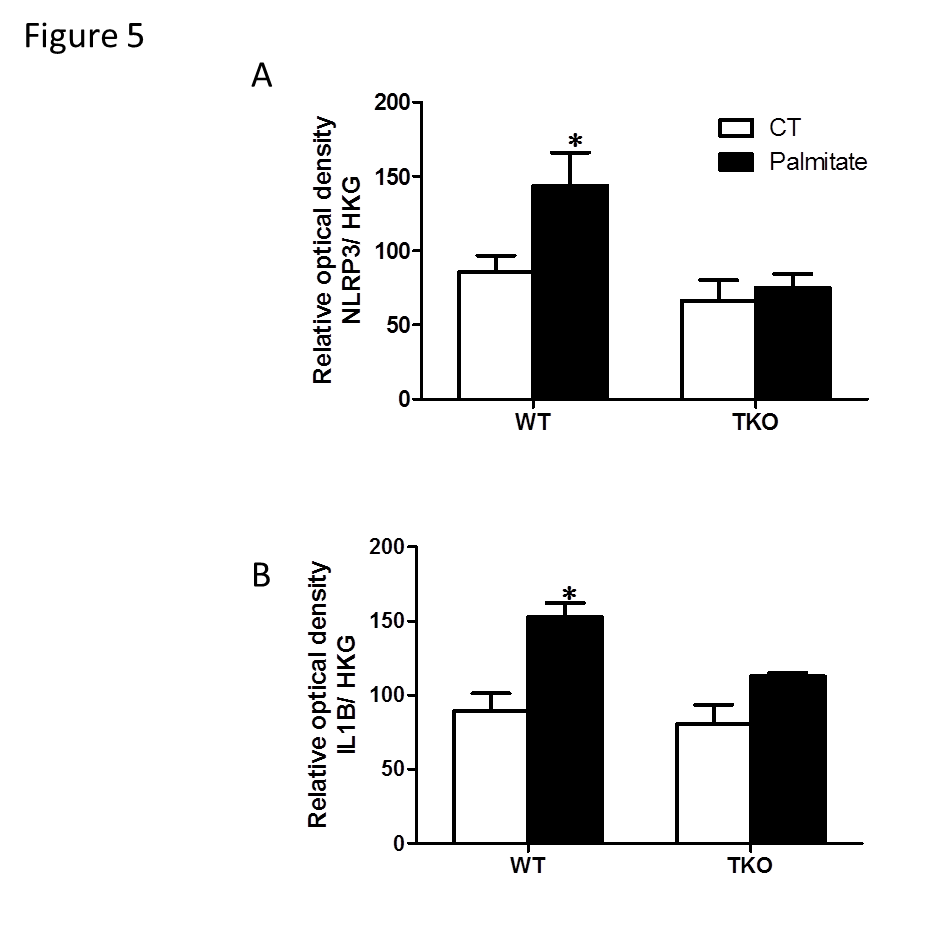 Figure 5
A
200
150
100
50
0
Relative optical density
NLRP3/ HKG
*
CT
Palmitate
WT
TKO
B
200
150
100
50
0
Relative optical density
IL1B/ HKG
*
WT
TKO